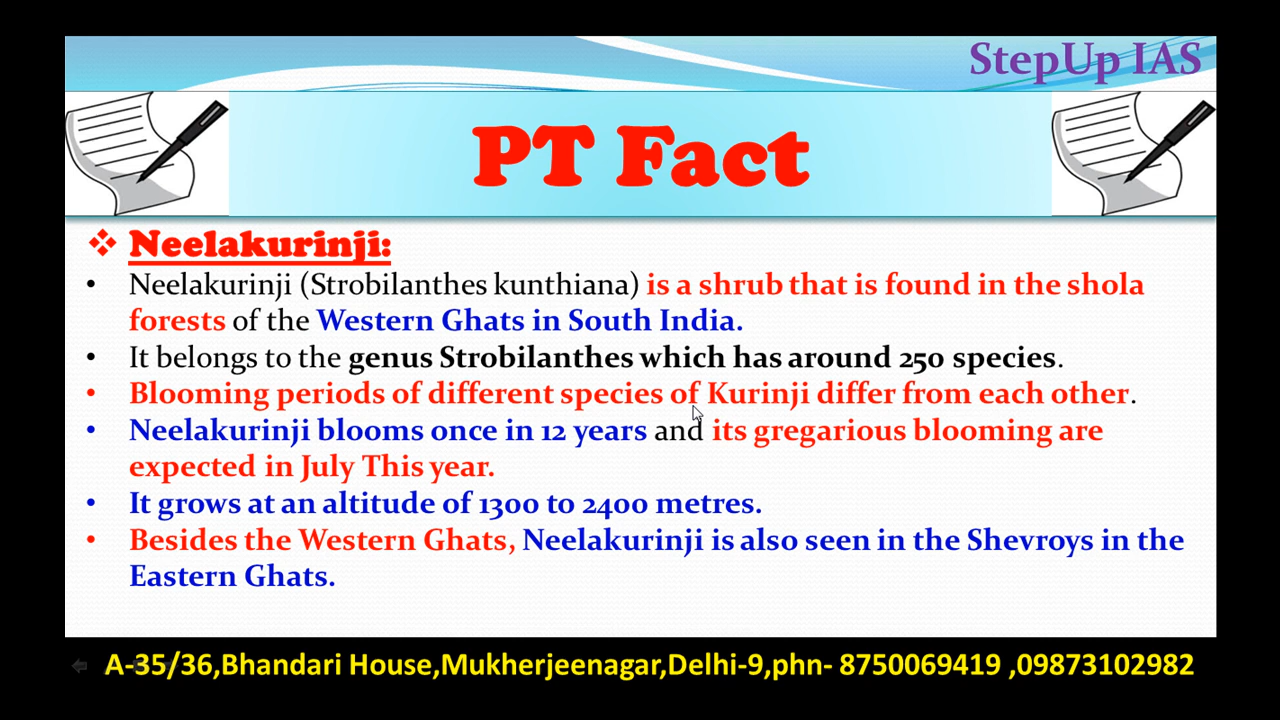 StepUp IAS
PT Fact
❖ Neelakurinji:
• Neelakurinji (Strobilanthes kunthiana) is a shrub that is found in the shola
forests of the Western Ghats in South India.
• It belongs to the genus Strobilanthes which has around 250 species.
• Blooming periods of different species of Kurinji differ from each other.
• Neelakurinji blooms once in 12 years and its gregarious blooming are
expected in July This year.
• It grows at an altitude of 1300 to 2400 metres.
• Besides the Western Ghats, Neelakurinji is also seen in the Shevroys in the
Eastern Ghats.
A-35/36,Bhandari House,Mukherjeenagar,Delhi-9,phn- 8750069419 ,09873102982